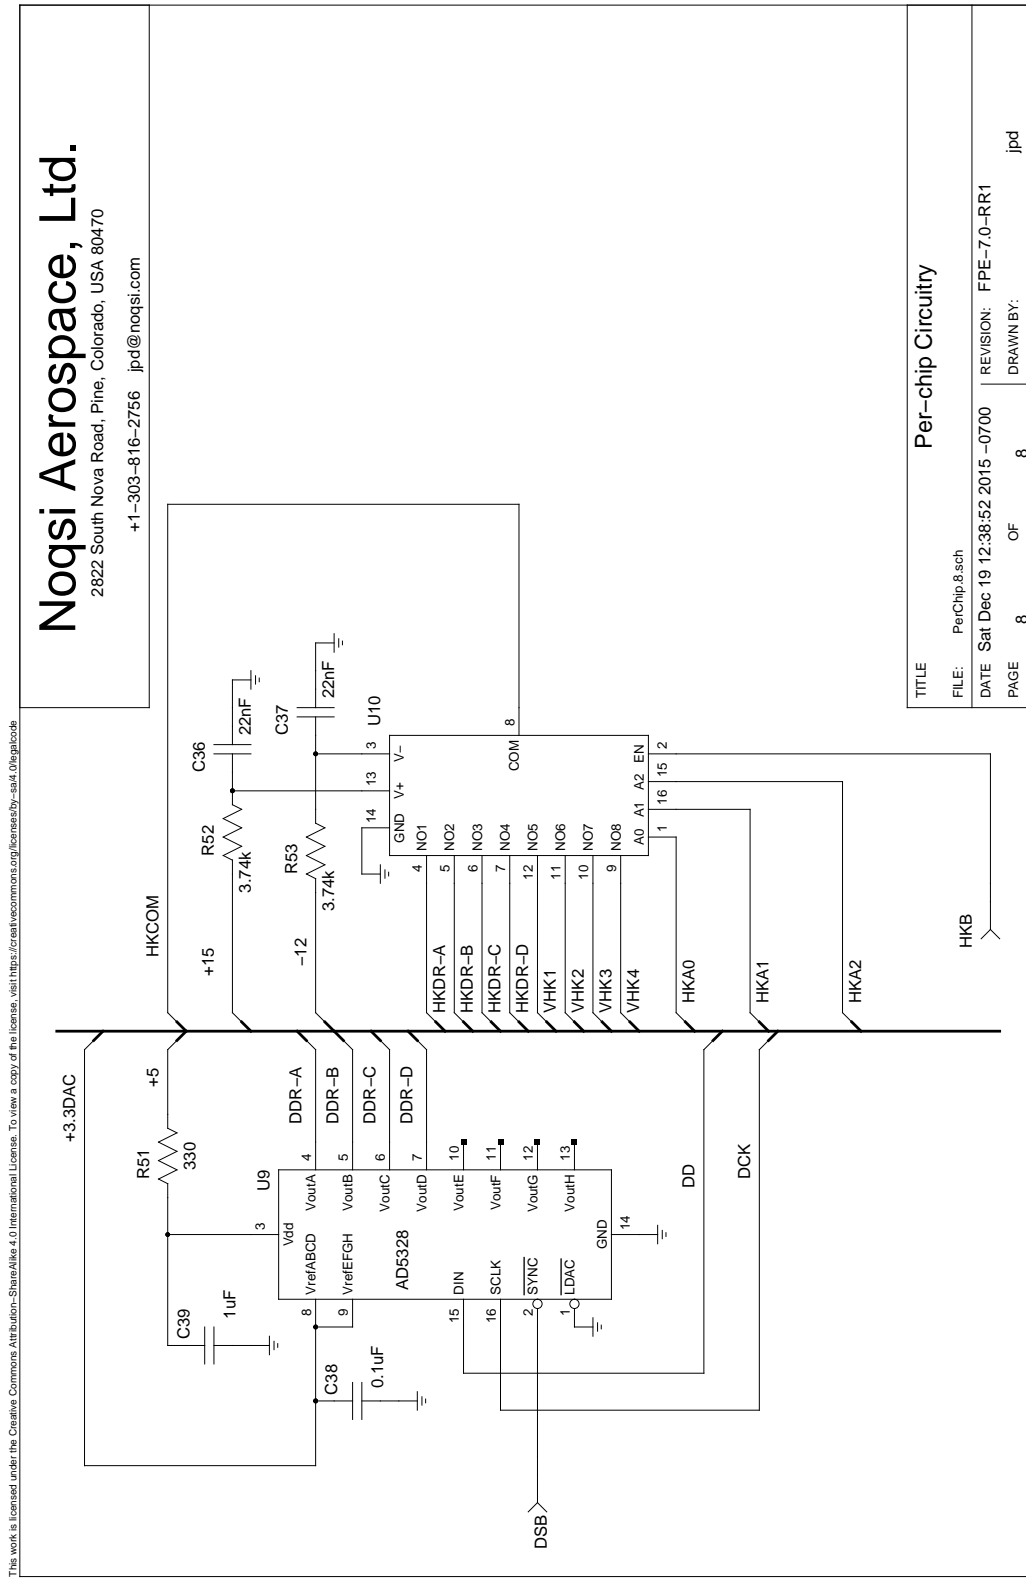 This work is licensed under the Creative Commons Attribution−ShareAlike 4.0 International License. To view a copy of the license, visit https://creativecommons.org/licenses/by−sa/4.0/legalcode
Noqsi Aerospace, Ltd.
2822 South Nova Road, Pine, Colorado, USA 80470
+1−303−816−2756 jpd@noqsi.com
+3.3DAC
+5
R51
330
C39
1uF
C38
0.1uF
U9
AD5328
3
Vdd
8
VrefABCD
9
VrefEFGH
15
DIN
16
SCLK
2
SYNC
1
LDAC
GND
14
VoutA
4
VoutB
5
VoutC
6
VoutD
7
VoutE
10
VoutF
11
VoutG
12
VoutH
13
DDR−A
DDR−B
DDR−C
DDR−D
DD
DCK
DSB
HKCOM
+15
R52
3.74k
C36
22nF
−12
R53
3.74k
C37
22nF
U10
14
GND
13
V+
3
V−
8
COM
4
NO1
5
NO2
6
NO3
7
NO4
12
NO5
11
NO6
10
NO7
9
NO8
A0
1
A1
16
A2
15
EN
2
HKDR−A
HKDR−B
HKDR−C
HKDR−D
VHK1
VHK2
VHK3
VHK4
HKA0
HKA1
HKA2
HKB
TITLE
Per−chip Circuitry
FILE: PerChip.8.sch
DATE Sat Dec 19 12:38:52 2015 −0700
REVISION: FPE−7.0−RR1
PAGE 8 OF 8
DRAWN BY: jpd